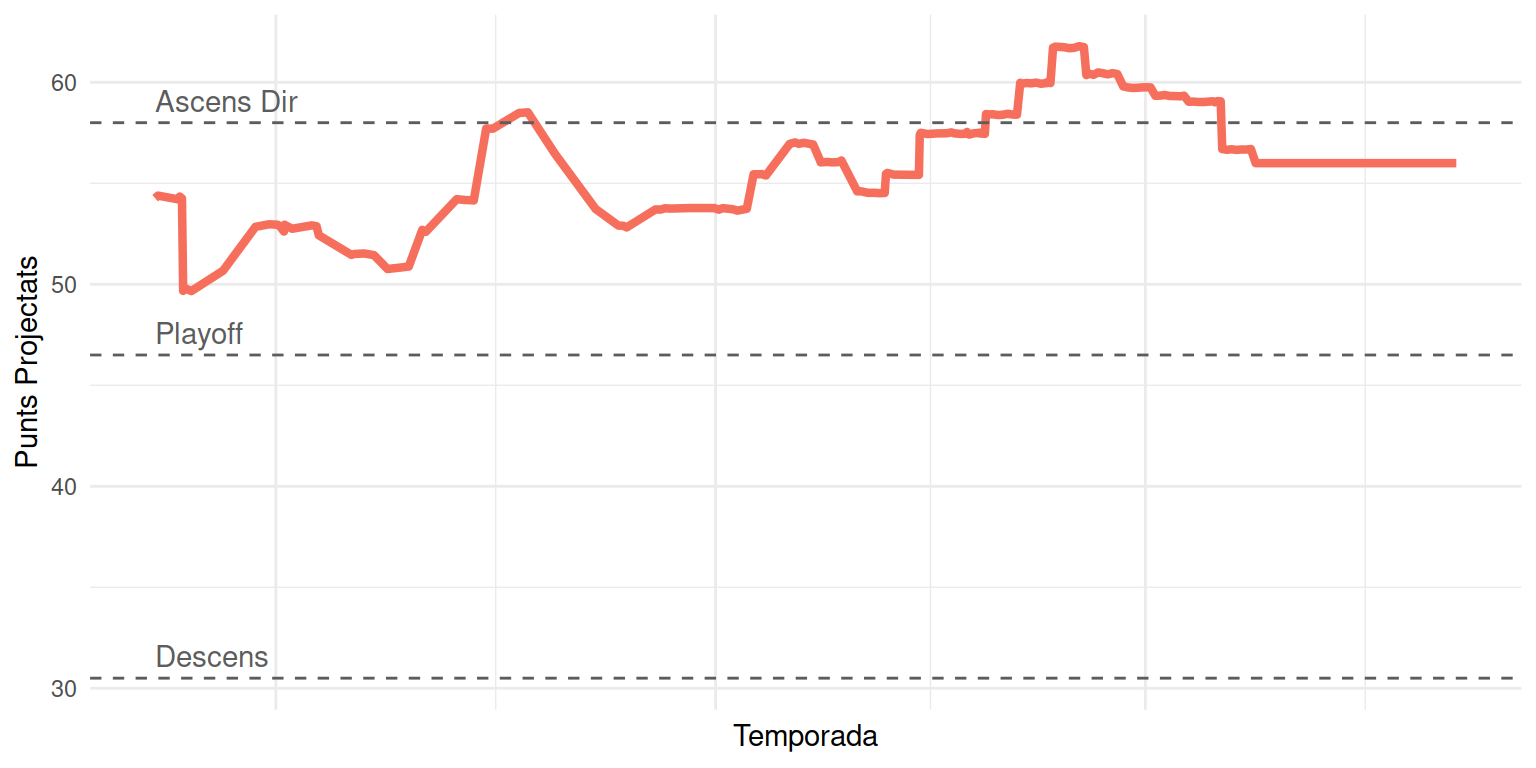 60
Ascens Dir
50
Playoff
Punts Projectats
40
Descens
30
Temporada